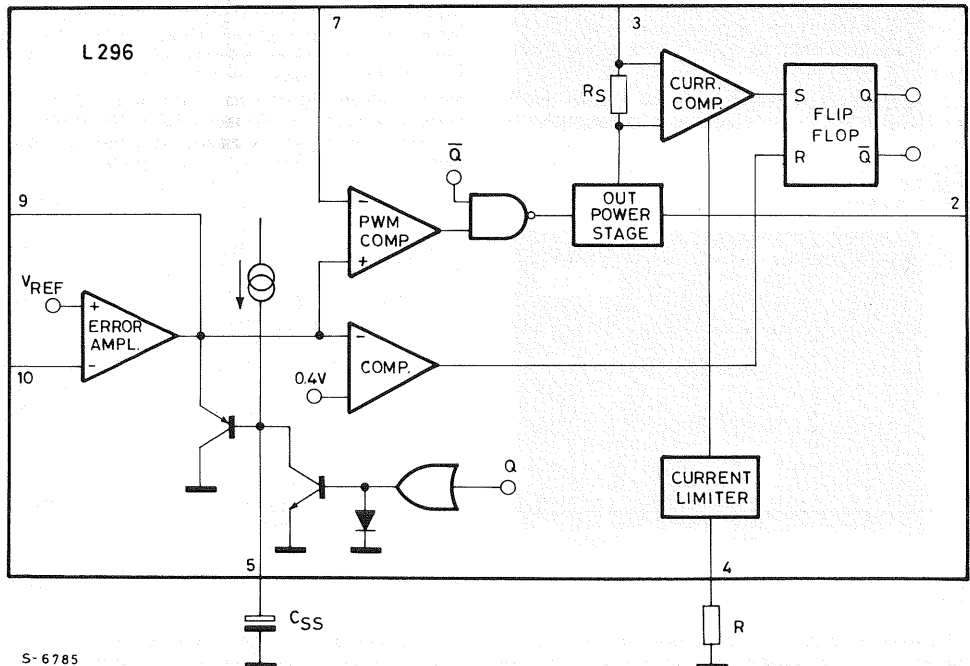 7
3
L296
RS
CURR.
COMP.
S
Q
FLIP
FLOP
R
Q̅
Q̅
9
PWM
COMP
-
+
OUT
POWER
STAGE
2
VREF
+
ERROR
AMPL.
-
10
-
COMP.
0.4V
Q
CURRENT
LIMITER
5
4
CSS
R
S-6785